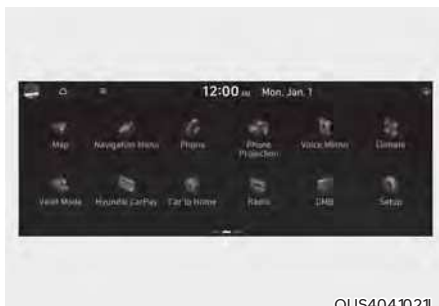 12:00 AM Mon, Jan. 1
Map
Navigation Menu
Phone
Phone
Projection
Voice Memo
Climate
Valet Mode
Hyundai CarPay
Car to Home
Radio
DMB
Setup
OUS4041021L